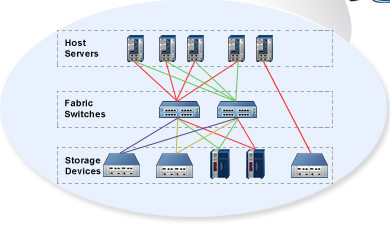 Host
Servers
Fabric
Switches
Storage
Devices